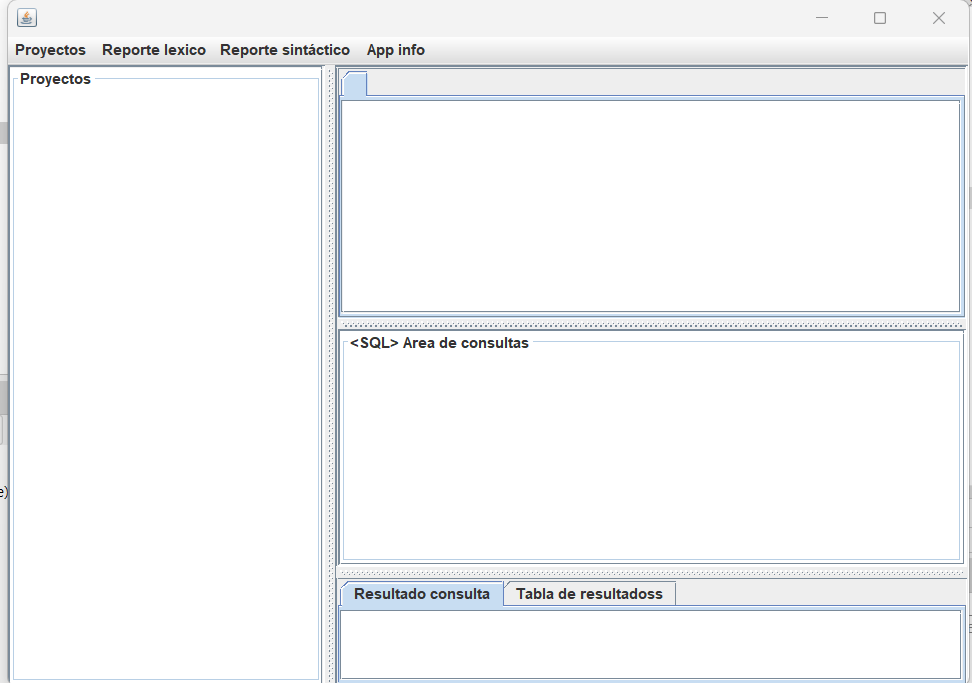 Proyectos Reporte lexico Reporte sintáctico App info
Proyectos
<SQL> Area de consultas
e)
Resultado consulta Tabla de resultadoss